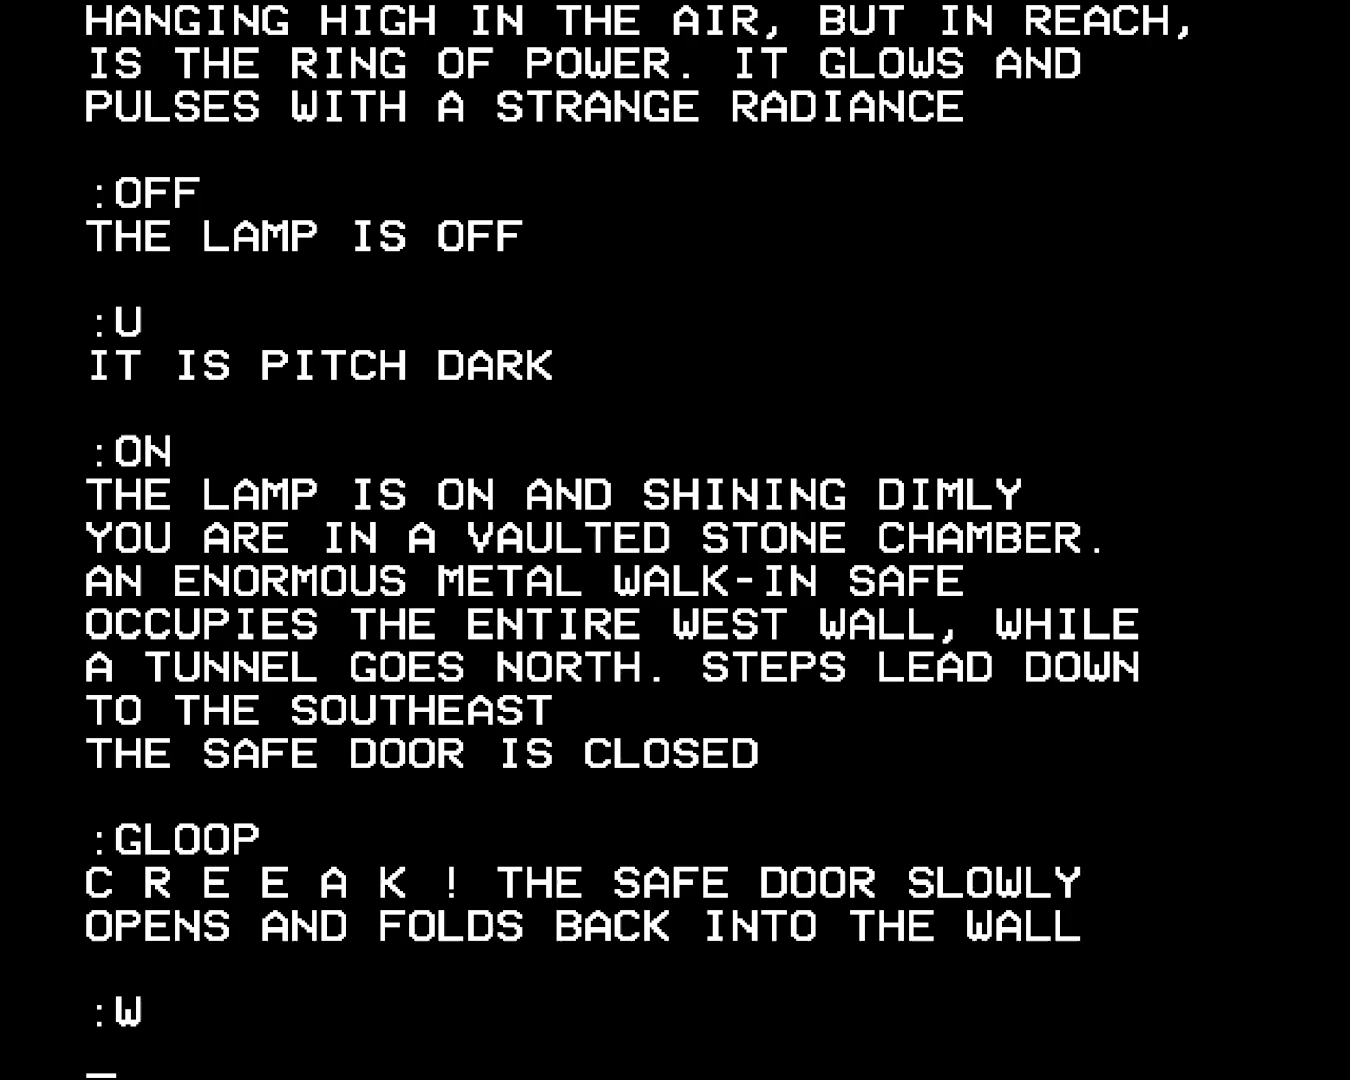 HANGING HIGH IN THE AIR, BUT IN REACH,
IS THE RING OF POWER. IT GLOWS AND
PULSES WITH A STRANGE RADIANCE
:OFF
THE LAMP IS OFF
:U
IT IS PITCH DARK
:ON
THE LAMP IS ON AND SHINING DIMLY
YOU ARE IN A VAULTED STONE CHAMBER.
AN ENORMOUS METAL WALK-IN SAFE
OCCUPIES THE ENTIRE WEST WALL, WHILE
A TUNNEL GOES NORTH. STEPS LEAD DOWN
TO THE SOUTHEAST
THE SAFE DOOR IS CLOSED
:GLOOP
C R E E A K ! THE SAFE DOOR SLOWLY
OPENS AND FOLDS BACK INTO THE WALL
:W
_